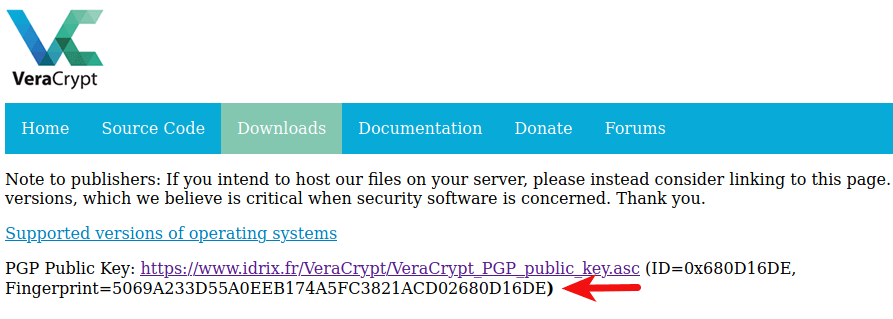 VeraCrypt
Home Source Code Downloads Documentation Donate Forums
Note to publishers: If you intend to host our files on your server, please instead consider linking to this page.
versions, which we believe is critical when security software is concerned. Thank you.
Supported versions of operating systems
PGP Public Key: https://www.idrix.fr/VeraCrypt/VeraCrypt_PGP_public_key.asc (ID=0x680D16DE,
Fingerprint=5069A233D55A0EEB174A5FC3821ACD02680D16DE)